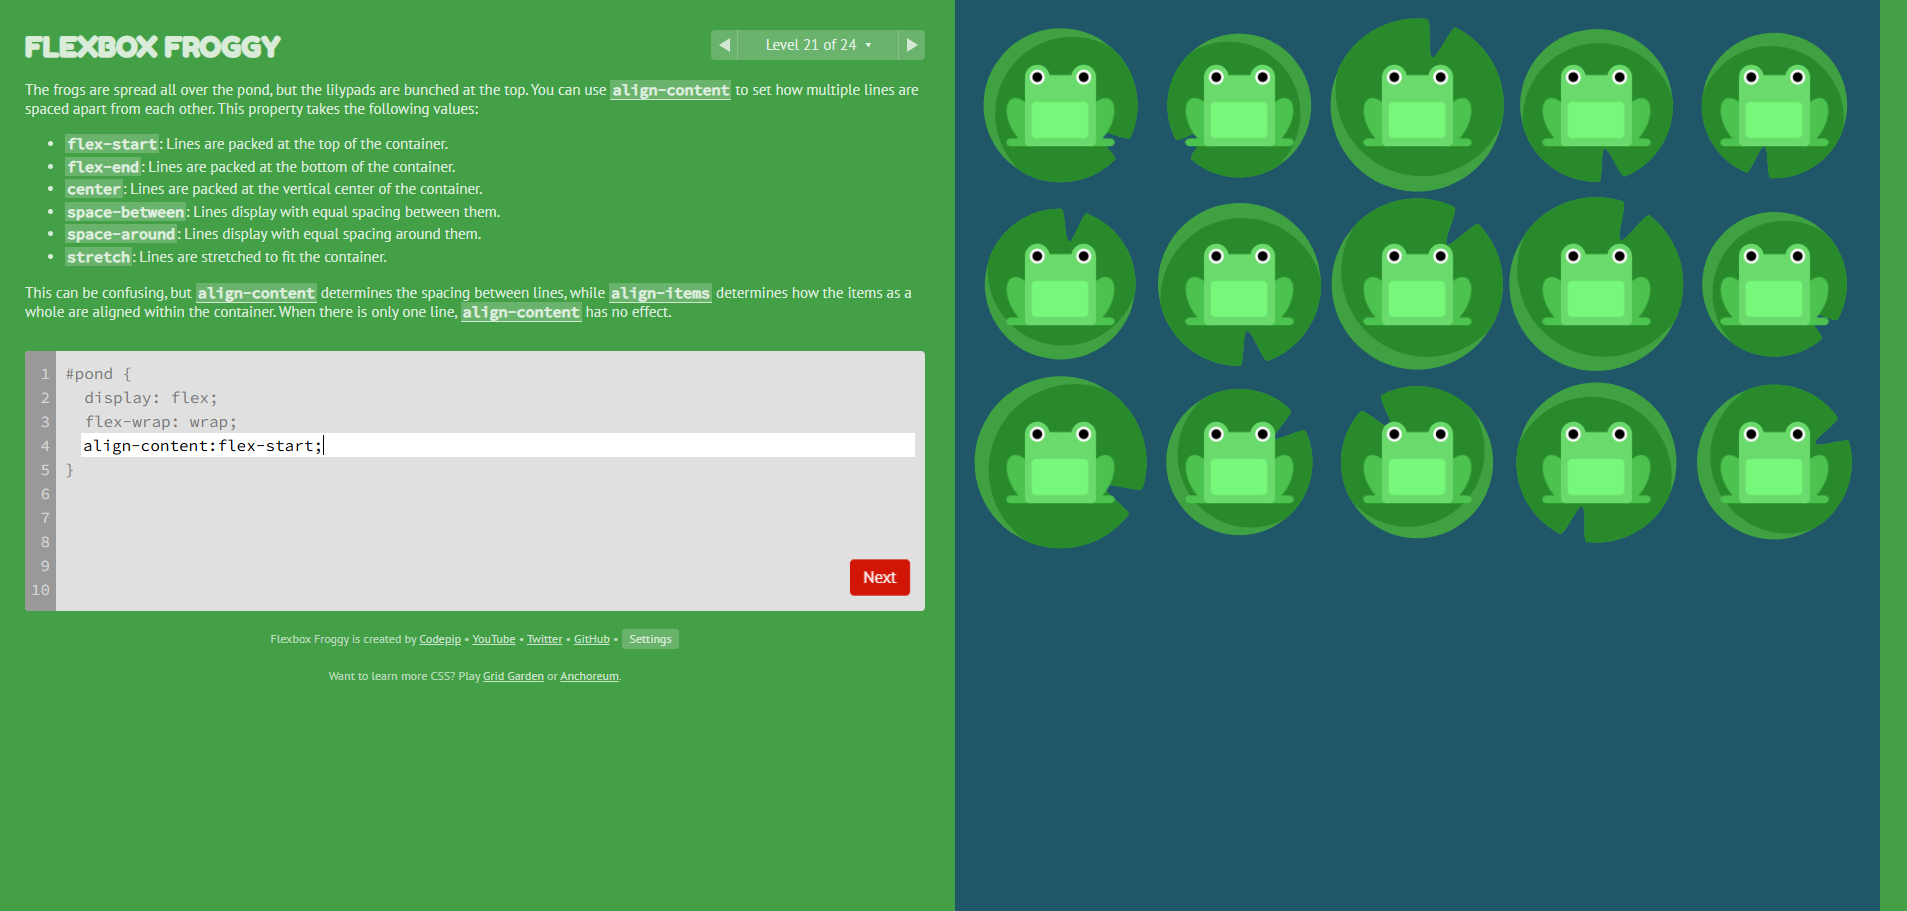 FLEXBOX FROGGY
Level 21 of 24
The frogs are spread all over the pond, but the lilypads are bunched at the top. You can use align-content to set how multiple lines are
spaced apart from each other. This property takes the following values:
• flex-start: Lines are packed at the top of the container.
• flex-end: Lines are packed at the bottom of the container.
• center: Lines are packed at the vertical center of the container.
• space-between: Lines display with equal spacing between them.
• space-around: Lines display with equal spacing around them.
• stretch: Lines are stretched to fit the container.
This can be confusing, but align-content determines the spacing between lines, while align-items determines how the items as a
whole are aligned within the container. When there is only one line, align-content has no effect.
1 #pond {
2 display: flex;
3 flex-wrap: wrap;
4 align-content:flex-start;
5 }
6
7
8
9
10
Next
Flexbox Froggy is created by Codepip • YouTube • Twitter • GitHub • Settings
Want to learn more CSS? Play Grid Garden or Anchoreum.